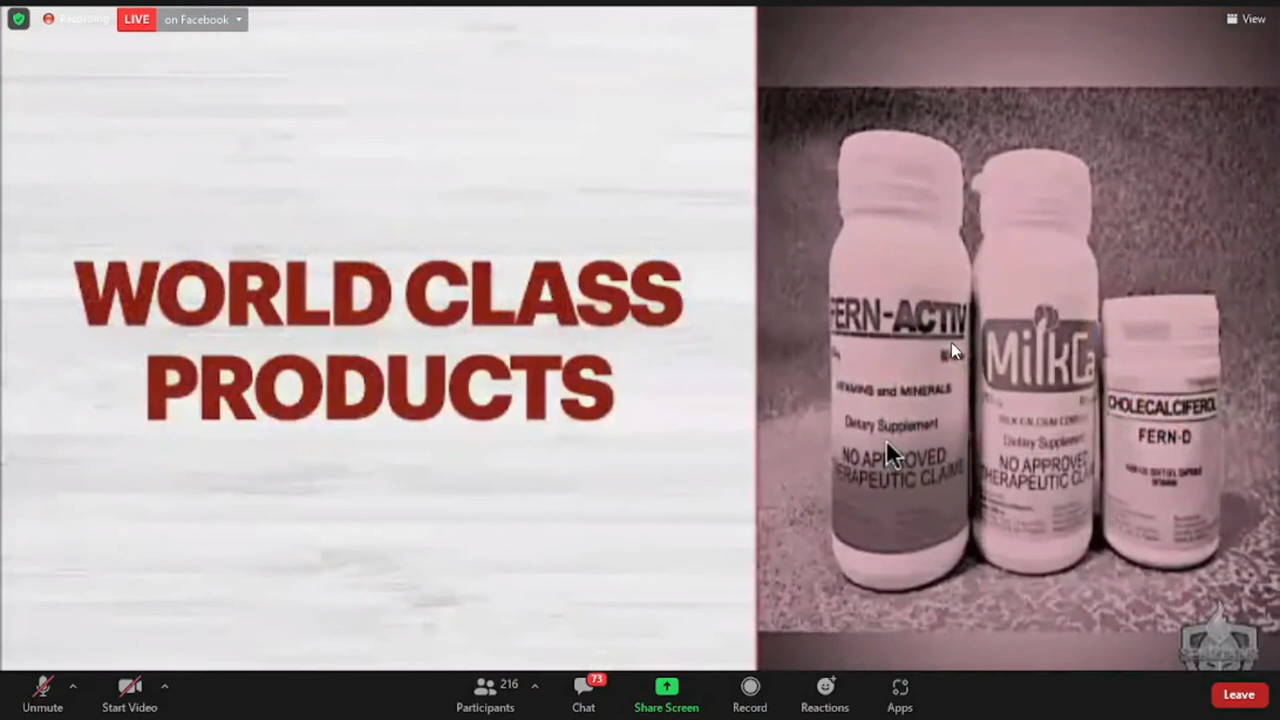 Recording
LIVE
on Facebook
View
WORLD CLASS
PRODUCTS
FERN-ACTIV
VITAMINS and MINERALS
Dietary Supplement
NO APPROVED
THERAPEUTIC CLAIMS
MilkCa
Dietary Supplement
NO APPROVED
THERAPEUTIC CLAI
CHOLECALCIFEROL
FERN-D
Unmute
Start Video
216
Participants
73
Chat
Share Screen
Record
Reactions
Apps
Leave